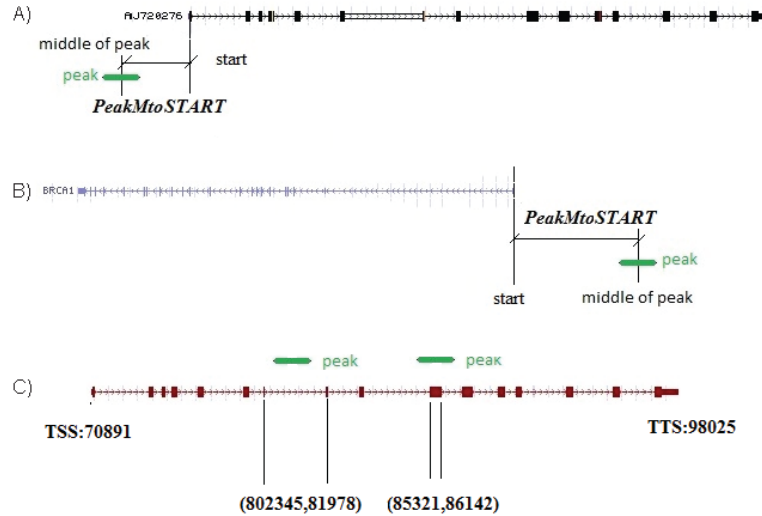 A)
AJ720276
middle of peak
start
peak
PeakMtoSTART
B)
BRCA1
PeakMtoSTART
peak
start
middle of peak
peak
peak
C)
TSS:70891
TTS:98025
(802345,81978)
(85321,86142)